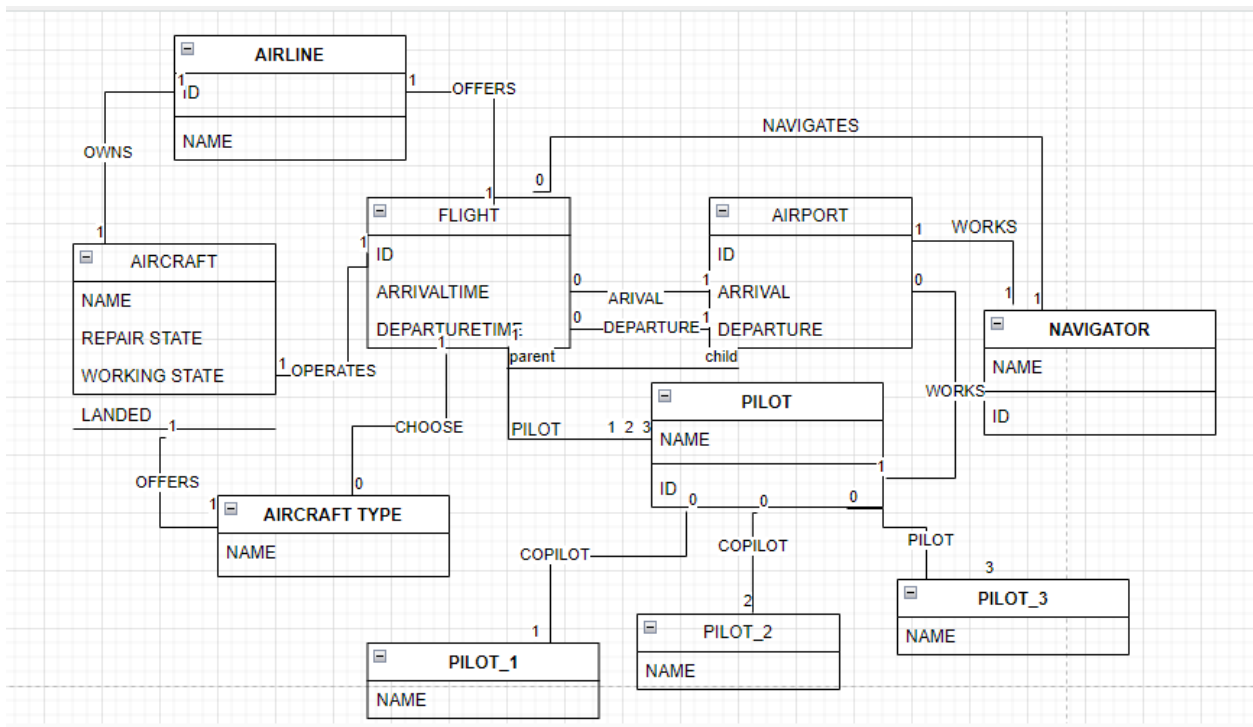 AIRLINE
1
ID
1
OFFERS
NAME
OWNS
NAVIGATES
0
1
FLIGHT
AIRPORT
1
WORKS
1
1
AIRCRAFT
ID
ID
NAME
ARRIVALTIME
0
ARIVAL
1
ARRIVAL
0
1
1
REPAIR STATE
DEPARTURETIME
0
DEPARTURE
1
DEPARTURE
NAVIGATOR
1
1
parent
child
NAME
WORKING STATE
1
OPERATES
WORKS
PILOT
LANDED
1
CHOOSE
PILOT
1 2 3
NAME
ID
1
OFFERS
0
ID
0
0
0
1
AIRCRAFT TYPE
NAME
COPILOT
COPILOT
PILOT
3
PILOT_3
2
1
PILOT_2
NAME
PILOT_1
NAME
NAME